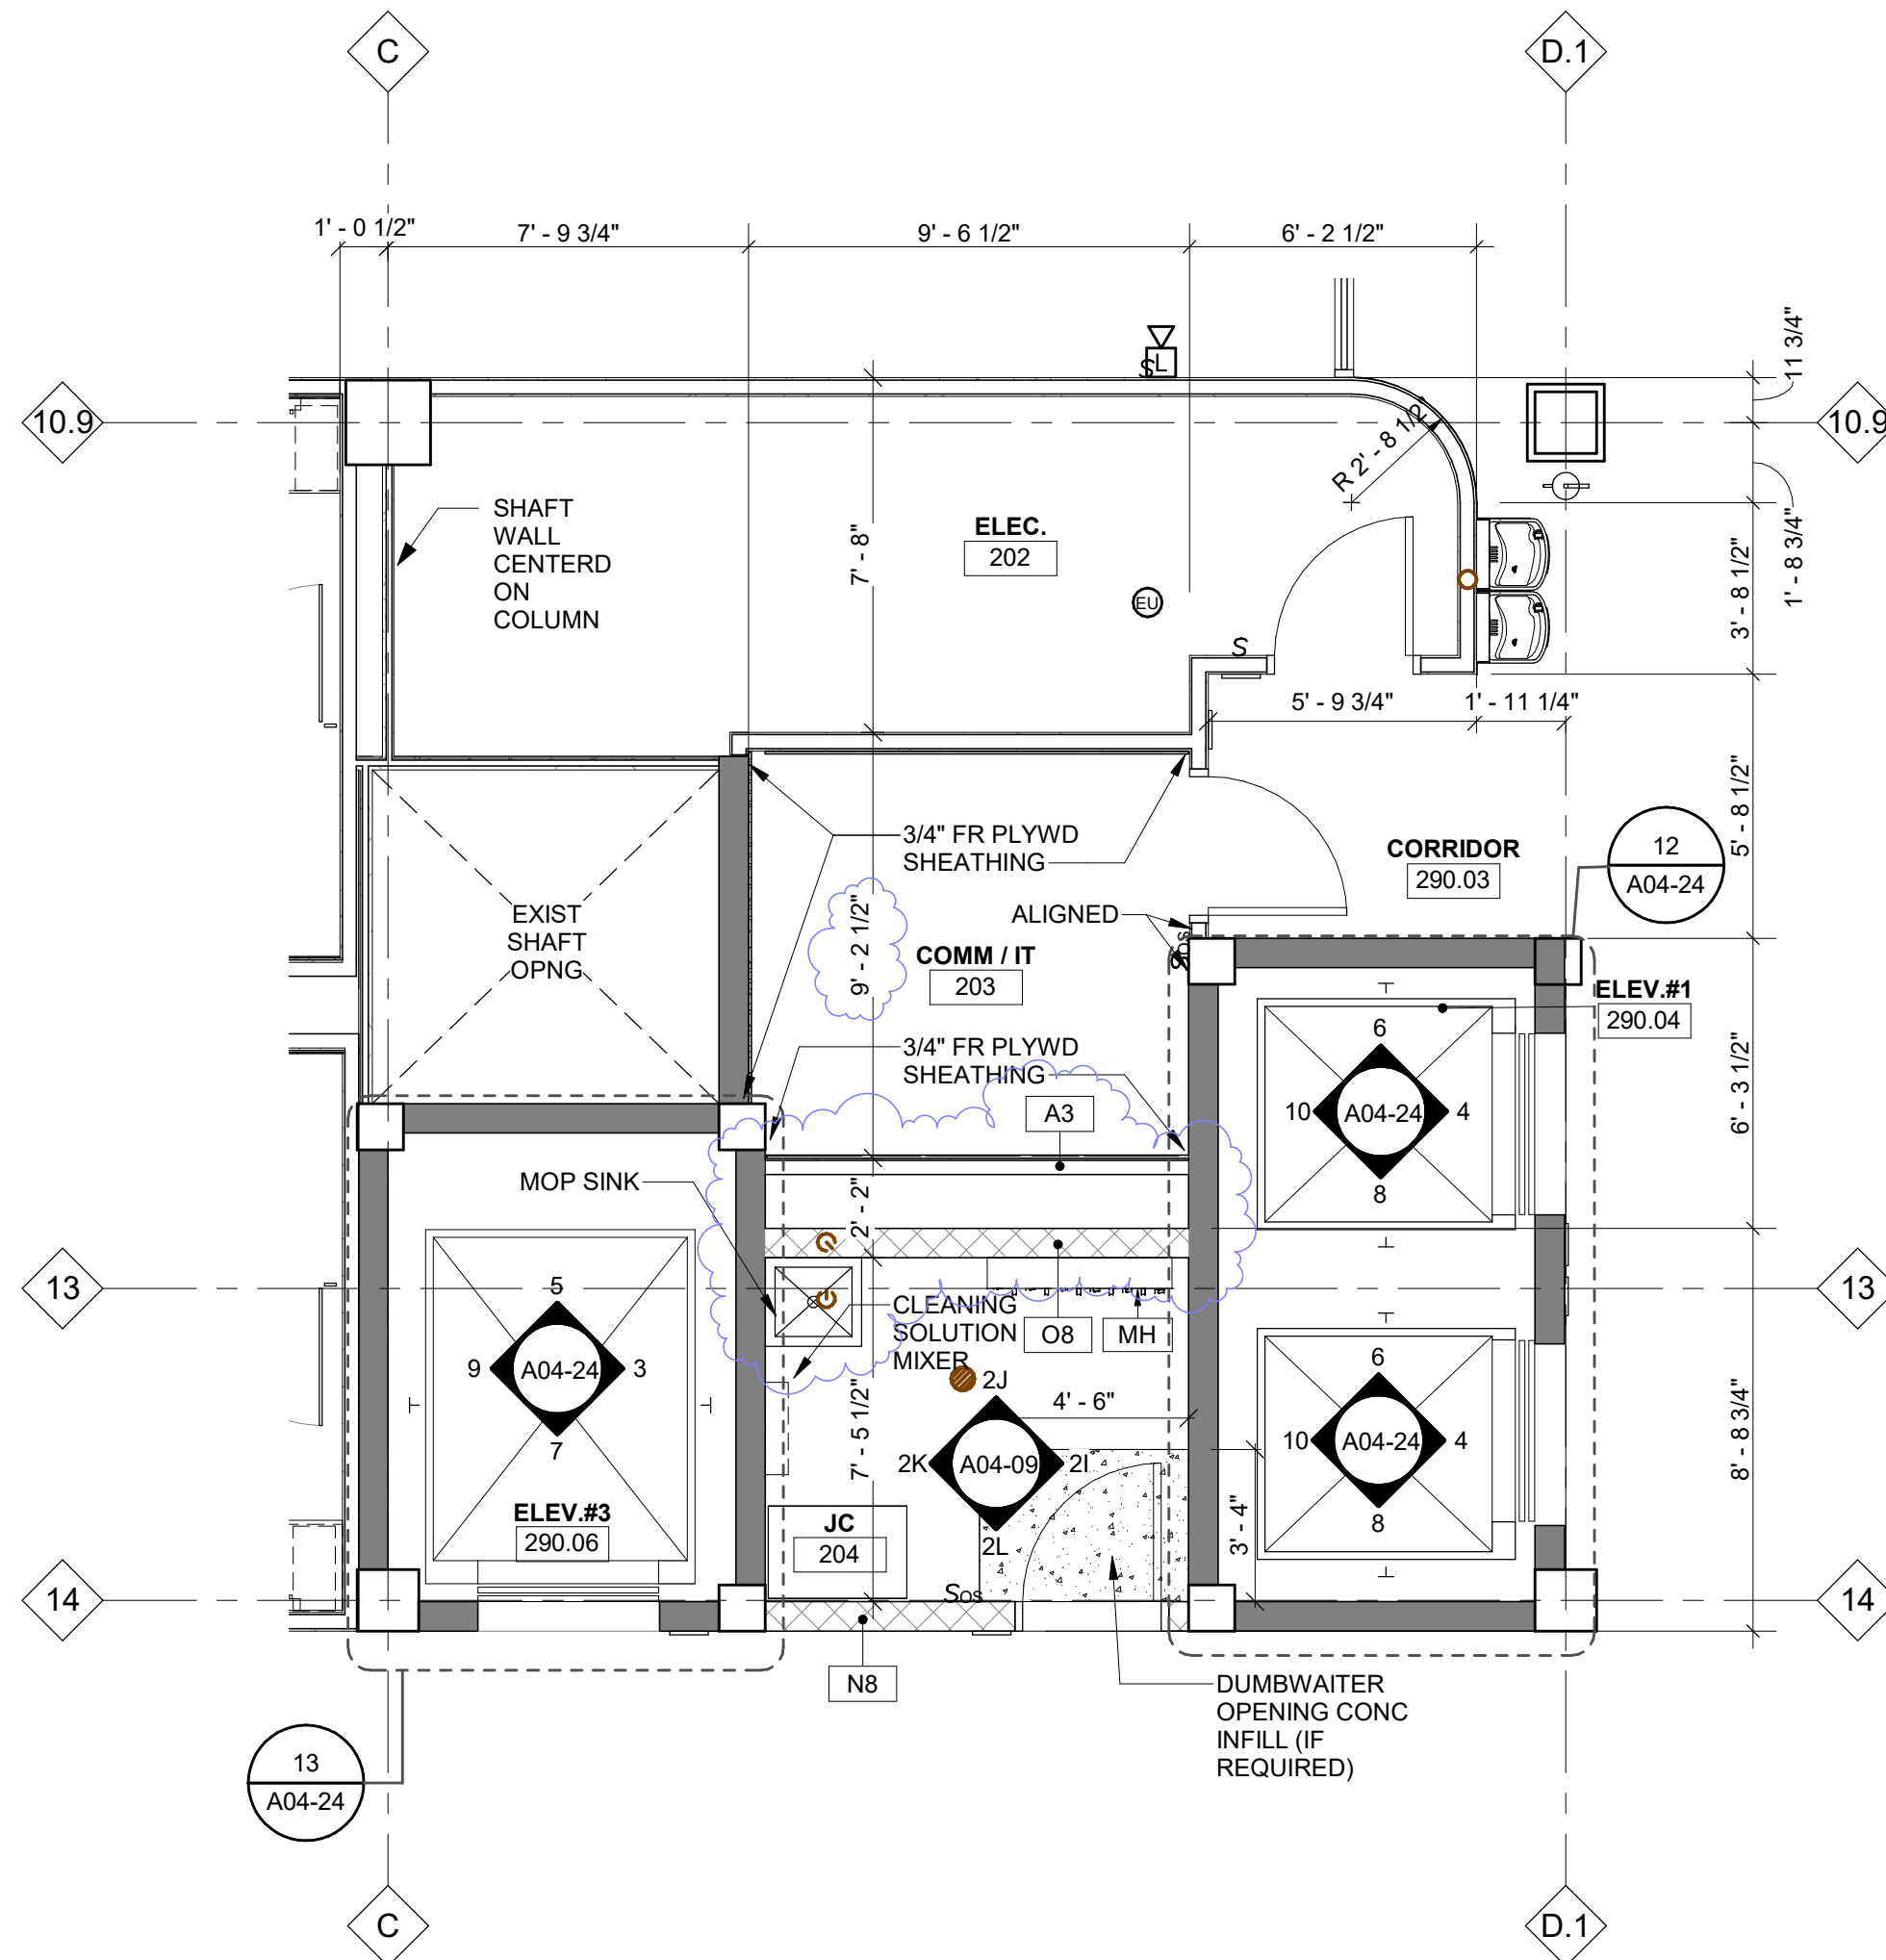 C
D.1
1' - 0 1/2"
7' - 9 3/4"
9' - 6 1/2"
6' - 2 1/2"
11 3/4"
L
S
10.9
10.9
R 2' - 8 1/2"
SHAFT
WALL
CENTERD
ON
COLUMN
7' - 8"
ELEC.
202
EU
S
3' - 8 1/2"
1' - 8 3/4"
5' - 9 3/4"
1' - 11 1/4"
5' - 8 1/2"
3/4" FR PLYWD
SHEATHING
CORRIDOR
290.03
12
A04-24
EXIST
SHAFT
OPNG
9' - 2 1/2"
ALIGNED
SOS
COMM / IT
203
ELEV.#1
290.04
3/4" FR PLYWD
SHEATHING
A3
6
10
A04-24
4
8
6' - 3 1/2"
MOP SINK
2' - 2"
13
13
5
9
A04-24
3
7
CLEANING
SOLUTION
MIXER
O8
MH
2J
4' - 6"
7' - 5 1/2"
2K
A04-09
2I
2L
6
10
A04-24
4
8
8' - 8 3/4"
3' - 4"
ELEV.#3
290.06
JC
204
SOS
14
14
N8
DUMBWAITER
OPENING CONC
INFILL (IF
REQUIRED)
13
A04-24
C
D.1